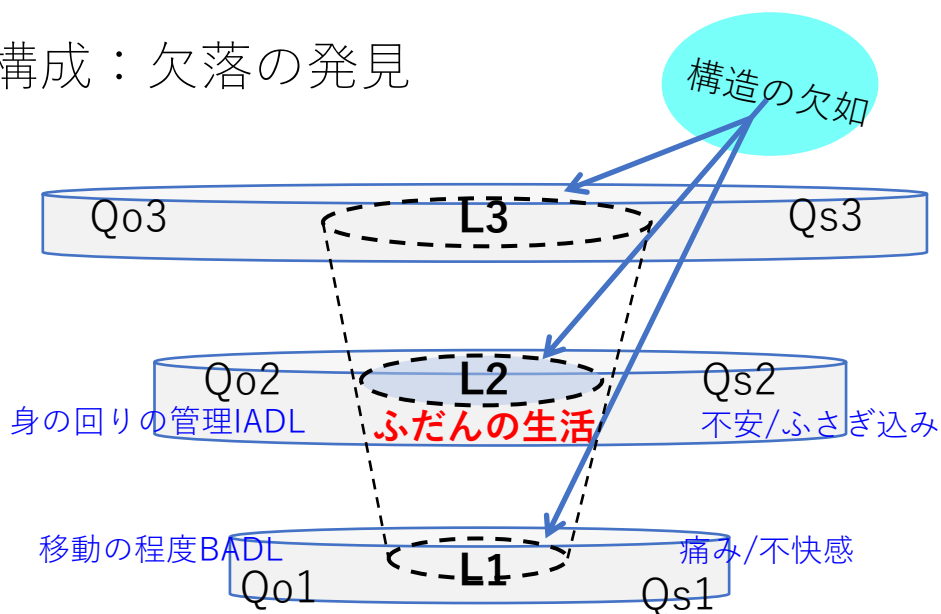 構成：欠落の発見
構造の欠如
Qo3 L3 Qs3
Qo2 L2 Qs2
身の回りの管理IADL ふだんの生活 不安/ふさぎ込み
移動の程度BADL 痛み/不快感
Qo1 L1 Qs1